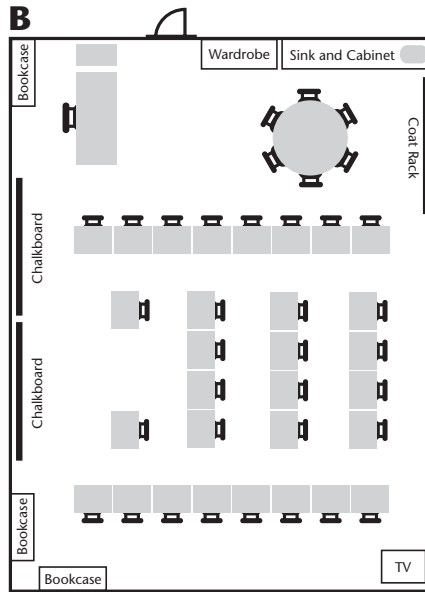 B
Bookcase
Wardrobe
Sink and Cabinet
Coat Rack
Chalkboard
Chalkboard
Bookcase
Bookcase
TV